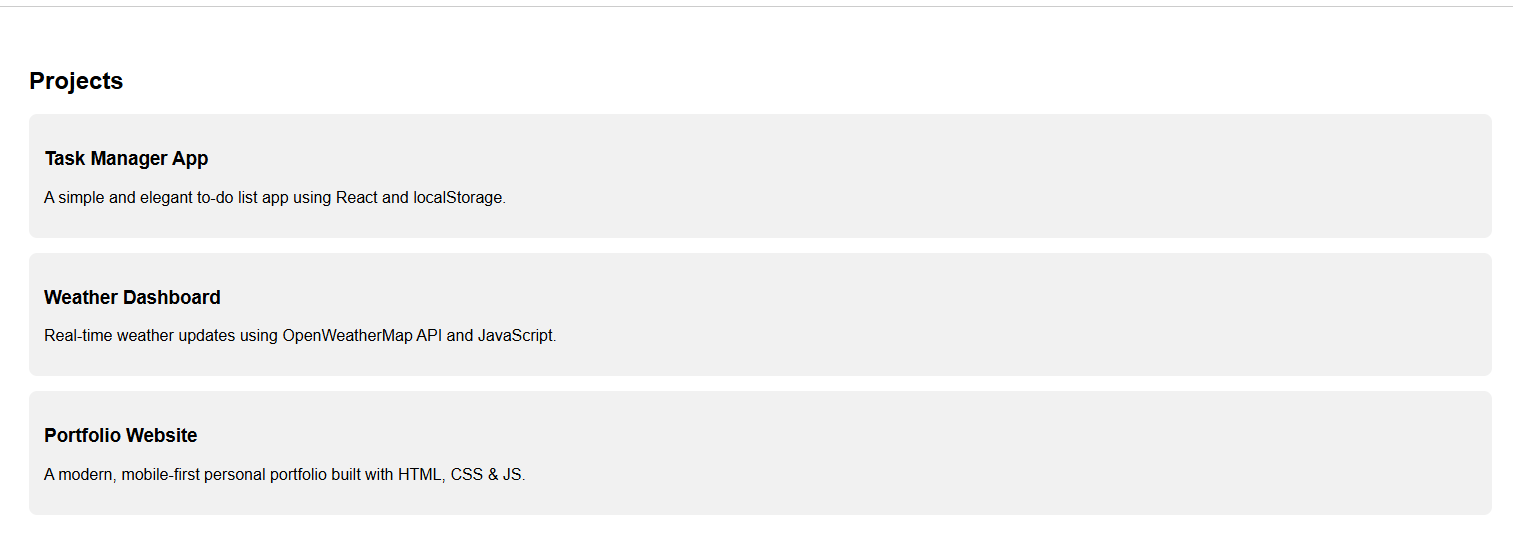 Projects
Task Manager App
A simple and elegant to-do list app using React and localStorage.
Weather Dashboard
Real-time weather updates using OpenWeatherMap API and JavaScript.
Portfolio Website
A modern, mobile-first personal portfolio built with HTML, CSS & JS.